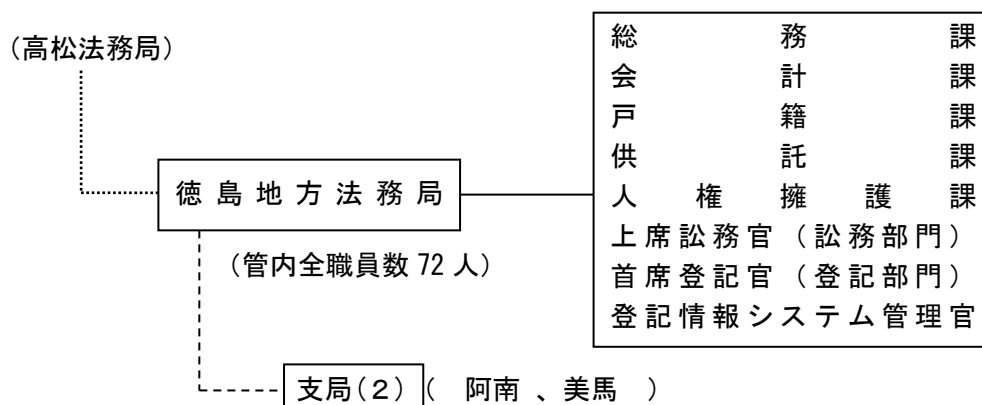 (高松法務局)
徳島地方法務局
(管内全職員数 72 人)
支局(2)( 阿南 、美馬 )
総務課
会計課
戸籍課
供託課
人権擁護課
上席訟務官(訟務部門)
首席登記官(登記部門)
登記情報システム管理官